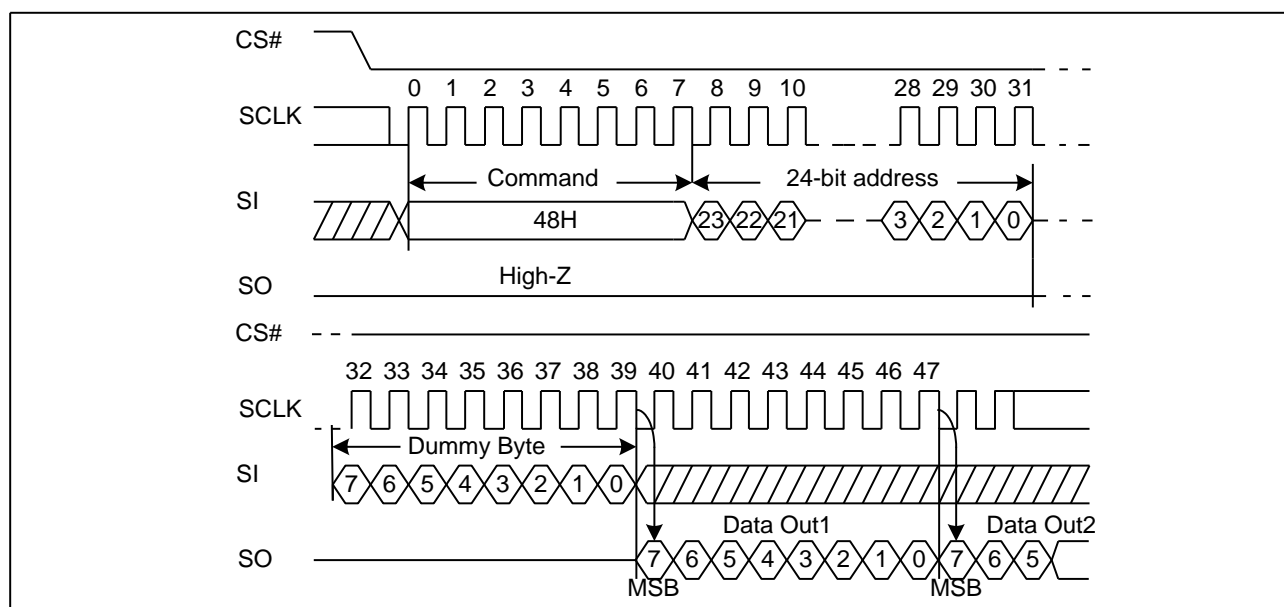 CS#
0 1 2 3 4 5 6 7 8 9 10 28 29 30 31
SCLK
Command 24-bit address
SI
48H 23 22 21 3 2 1 0
High-Z
SO
CS#
32 33 34 35 36 37 38 39 40 41 42 43 44 45 46 47
SCLK
Dummy Byte
SI
7 6 5 4 3 2 1 0
Data Out1 Data Out2
SO
7 6 5 4 3 2 1 0 7 6 5
MSB MSB